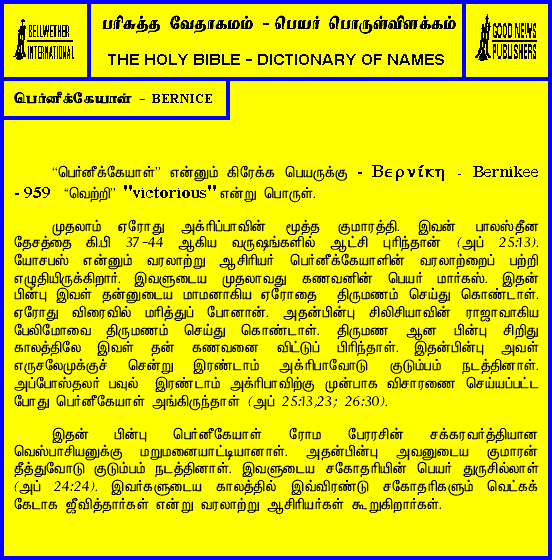 BELLWETHER
INTERNATIONAL
பரிசுத்த வேதாகமம் - பெயர் பொருள்விளக்கம்
THE HOLY BIBLE - DICTIONARY OF NAMES
GOOD NEWS
PUBLISHERS
பெர்னீக்கேயாள் - BERNICE
“பெர்னீக்கேயாள்” என்னும் கிரேக்க பெயருக்கு - Βερνίκη - Bernikee
- 959 “வெற்றி” "victorious" என்று பொருள்.
முதலாம் ஏரோது அக்ரிப்பாவின் மூத்த குமாரத்தி. இவன் பாலஸ்தீன
தேசத்தை கி.பி 37-44 ஆகிய வருஷங்களில் ஆட்சி புரிந்தான் (அப் 25:13).
யோசபஸ் என்னும் வரலாற்று ஆசிரியர் பெர்னீக்கேயாளின் வரலாற்றைப் பற்றி
எழுதியிருக்கிறார். இவளுடைய முதலாவது கணவனின் பெயர் மார்கஸ். இதன்
பின்பு இவள் தன்னுடைய மாமனாகிய ஏரோதை திருமணம் செய்து கொண்டாள்.
ஏரோது விரைவில் மரித்துப் போனான். அதன்பின்பு சிலிசியாவின் ராஜாவாகிய
பேலிமோவை திருமணம் செய்து கொண்டாள். திருமண ஆன பின்பு சிறிது
காலத்திலே இவள் தன் கணவனை விட்டுப் பிரிந்தாள். இதன்பின்பு அவள்
எருசலேமுக்குச் சென்று இரண்டாம் அக்ரிபாவோடு குடும்பம் நடத்தினாள்.
அப்போஸ்தலர் பவுல் இரண்டாம் அக்ரிபாவிற்கு முன்பாக விசாரணை செய்யப்பட்ட
போது பெர்னீகேயாள் அங்கிருந்தாள் (அப் 25:13,23; 26:30).
இதன் பின்பு பெர்னீகேயாள் ரோம பேரரசின் சக்கரவர்த்தியான
வெஸ்பாசியனுக்கு மறுமனையாட்டியானாள். அதன்பின்பு அவனுடைய குமாரன்
தீத்துவோடு குடும்பம் நடத்தினாள். இவளுடைய சகோதரியின் பெயர் துருசில்லாள்
(அப் 24:24). இவர்களுடைய காலத்தில் இவ்விரண்டு சகோதரிகளும் வெட்கக்
கேடாக ஜீவித்தார்கள் என்று வரலாற்று ஆசிரியர்கள் கூறுகிறார்கள்.